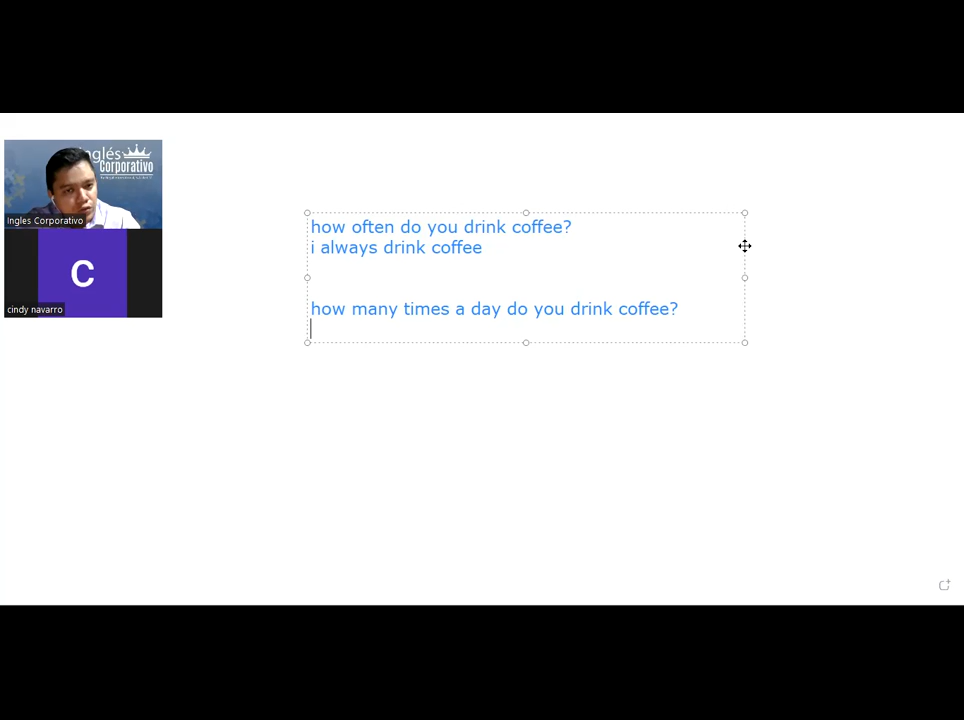 inglés
Corporativo
Ingles Corporativo
C
cindy navarro
how often do you drink coffee?
i always drink coffee
how many times a day do you drink coffee?